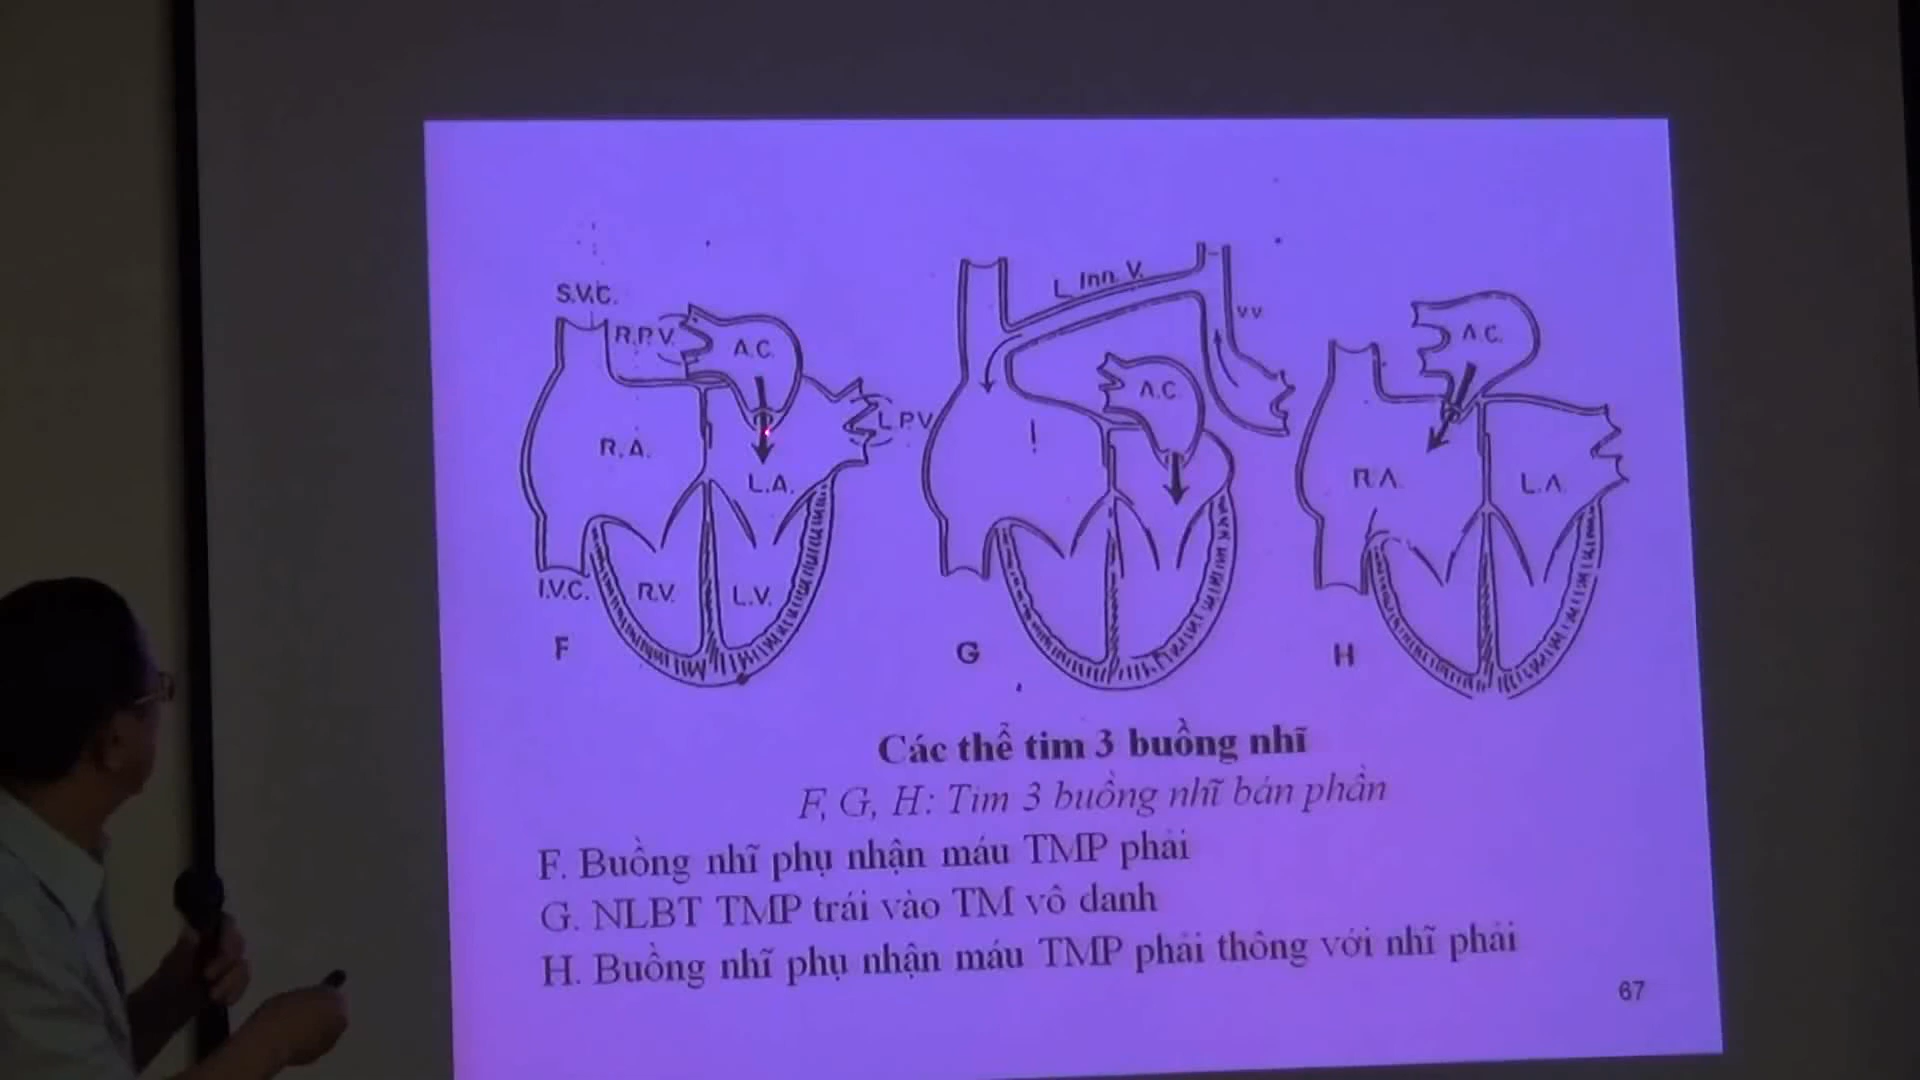 S.V.C.
R.P.V.
A.C.
L.P.V
R.A.
L.A.
I.V.C.
R.V.
L.V.
F
L. Inn. V.
VV
A.C.
G
A.C.
R.A.
L.A.
H
Các thể tim 3 buồng nhĩ
F, G, H: Tim 3 buồng nhĩ bán phần
F. Buồng nhĩ phụ nhận máu TMP phải
G. NLBT TMP trái vào TM vô danh
H. Buồng nhĩ phụ nhận máu TMP phải thông với nhĩ phải
67